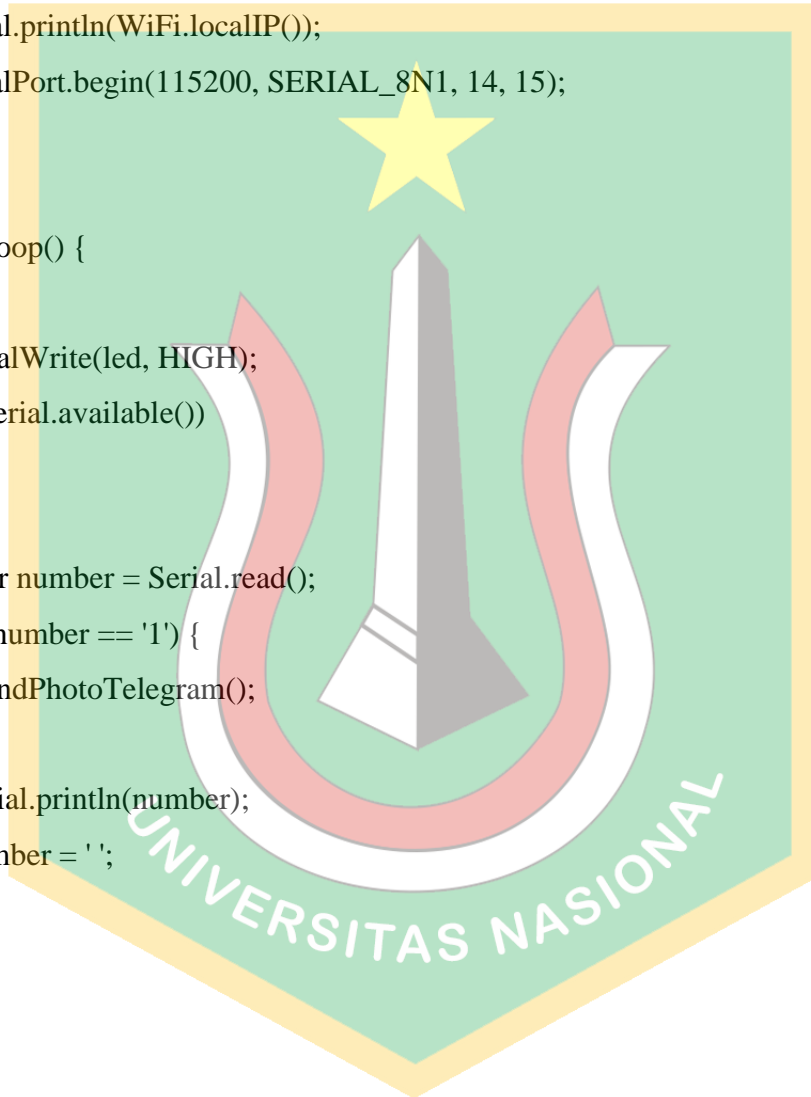 al.println(WiFi.localIP());
alPort.begin(115200, SERIAL_8N1, 14, 15);
oop() {
alWrite(led, HIGH);
erial.available())
r number = Serial.read();
number == '1') {
ndPhotoTelegram();
ial.println(number);
nber = ' ';
UNIVERSITAS NASIONAL